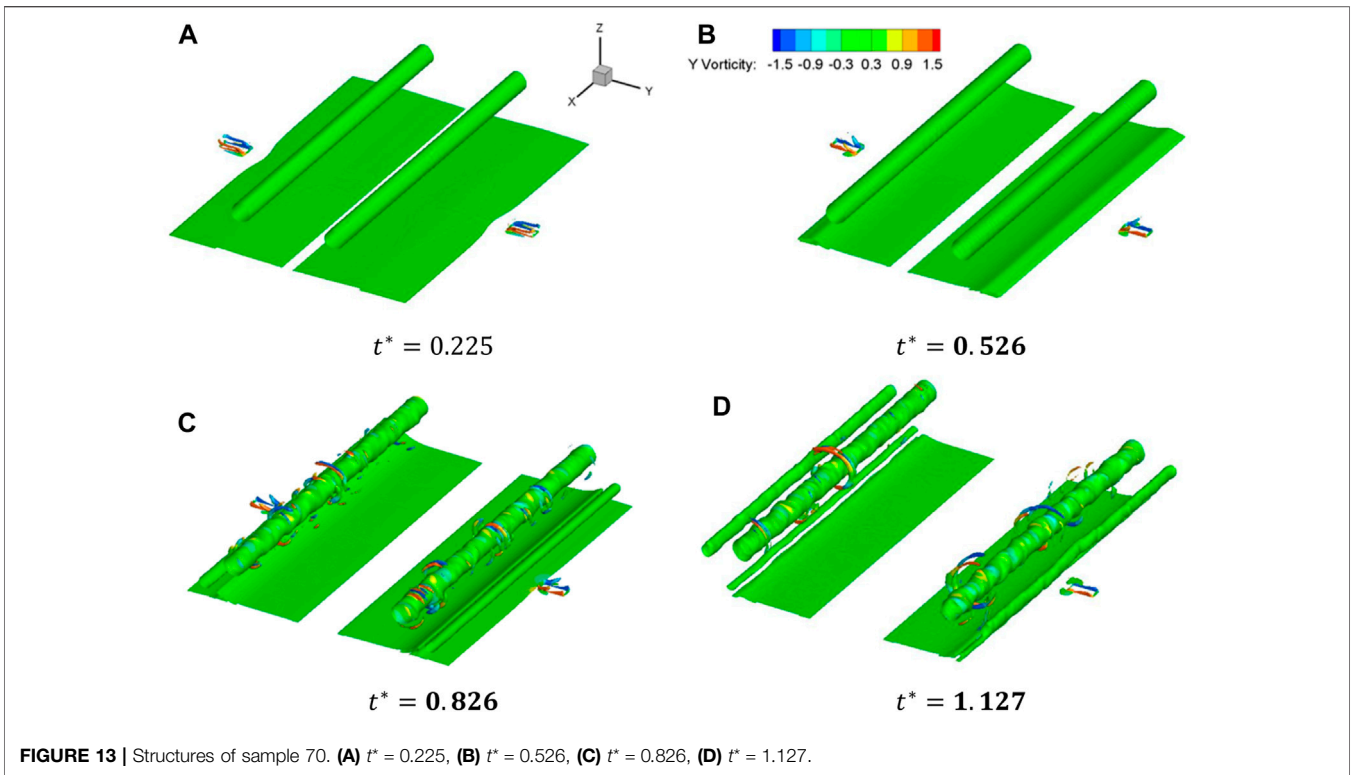 A
Z
X
Y
B
Y Vorticity: -1.5 -0.9 -0.3 0.3 0.9 1.5
t* = 0.225
t* = 0.526
C
D
t* = 0.826
t* = 1.127
FIGURE 13 | Structures of sample 70. (A) t* = 0.225, (B) t* = 0.526, (C) t* = 0.826, (D) t* = 1.127.